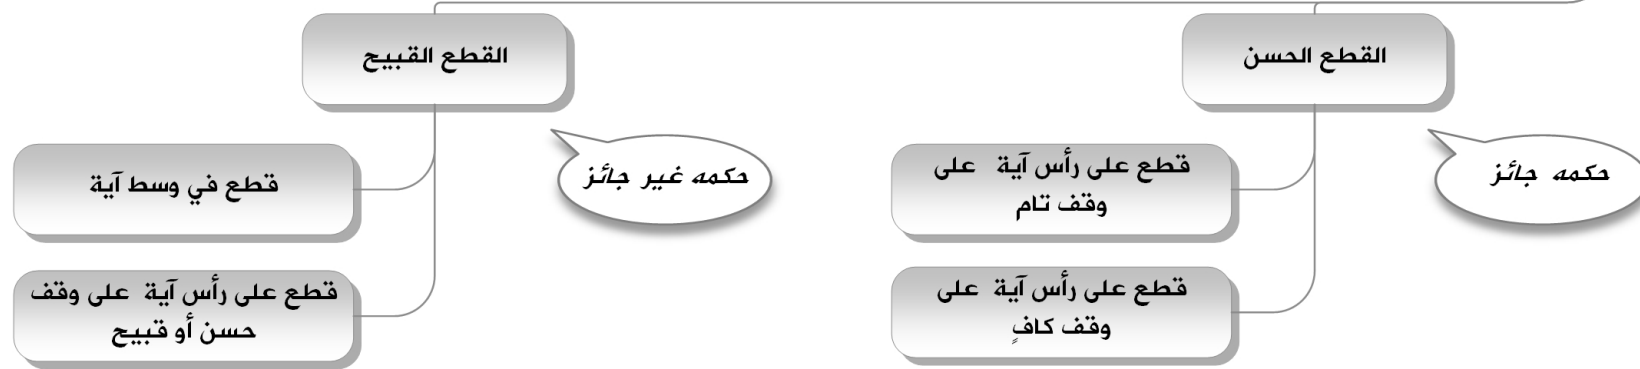 القطع الحسن
حكمه جائز
قطع على رأس آية على
وقف تام
قطع على رأس آية على
وقف كافٍ
القطع القبيح
حكمه غير جائز
قطع في وسط آية
قطع على رأس آية على وقف
حسن أو قبيح